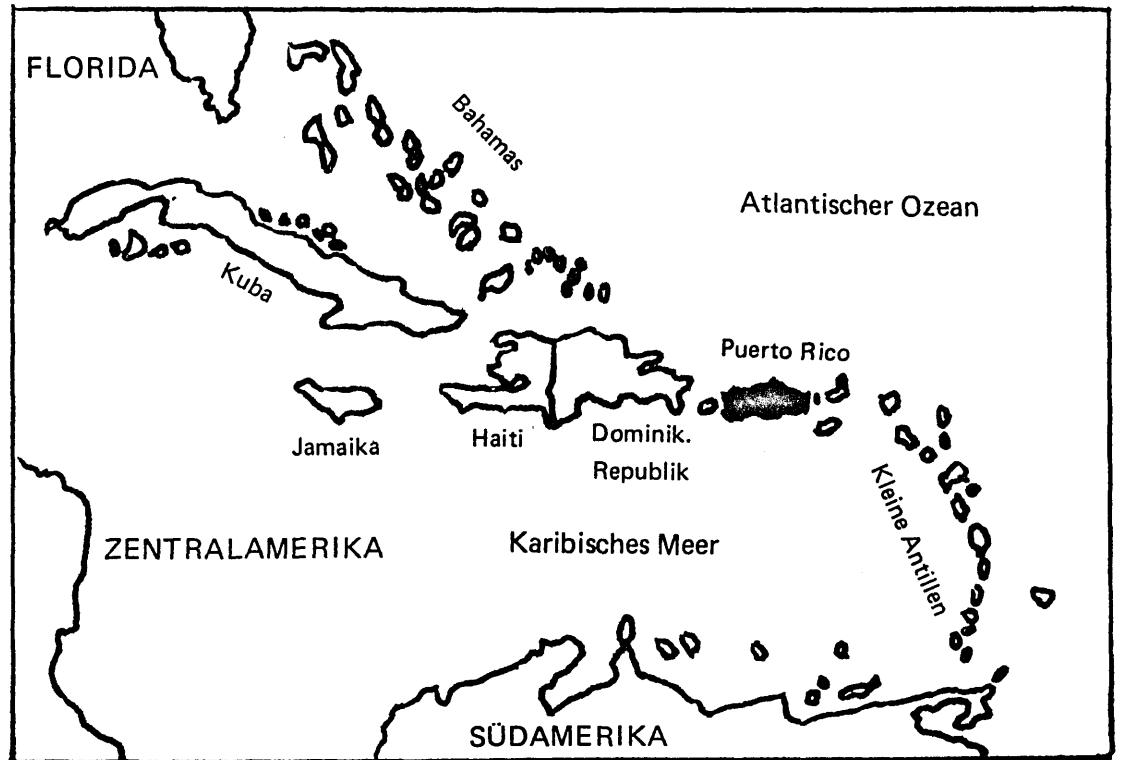 FLORIDA
Bahamas
Atlantischer Ozean
Kuba
Puerto Rico
Jamaika
Haiti
Dominik.
Republik
Kleine Antillen
ZENTRALAMERIKA
Karibisches Meer
SÜDAMERIKA